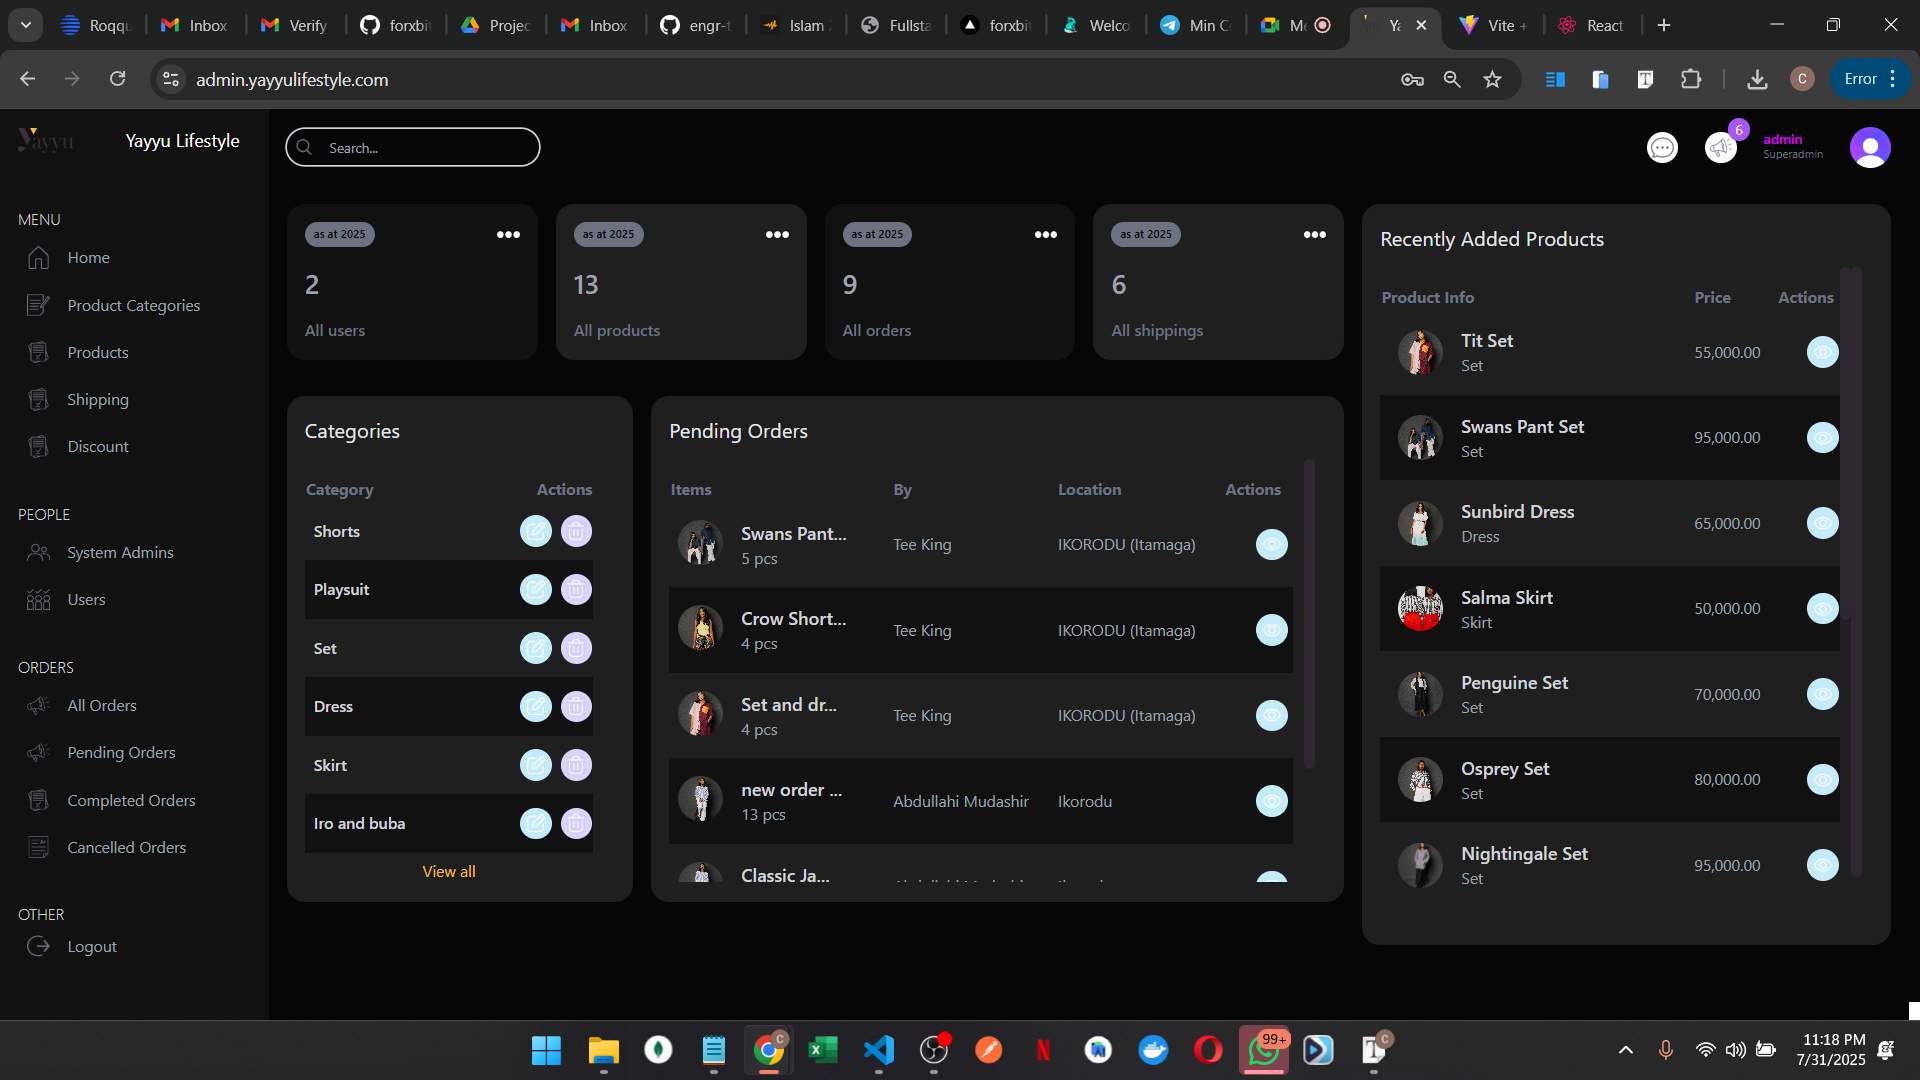 Roqqu
Inbox
Verify
forxbit
Projec
Inbox
engr-t
Islam
Fullsta
forxbit
Welco
Min C
Me
Ya
Vite +
React
admin.yayyulifestyle.com
C
Error
Yayyu
Yayyu Lifestyle
Search...
6
admin
Superadmin
MENU
Home
Product Categories
Products
Shipping
Discount
PEOPLE
System Admins
Users
ORDERS
All Orders
Pending Orders
Completed Orders
Cancelled Orders
OTHER
Logout
as at 2025
2
All users
as at 2025
13
All products
as at 2025
9
All orders
as at 2025
6
All shippings
Categories
Category Actions
Shorts
Playsuit
Set
Dress
Skirt
Iro and buba
View all
Pending Orders
Items By Location Actions
Swans Pant... Tee King IKORODU (Itamaga)
5 pcs
Crow Short... Tee King IKORODU (Itamaga)
4 pcs
Set and dr... Tee King IKORODU (Itamaga)
4 pcs
new order ... Abdullahi Mudashir Ikorodu
13 pcs
Classic Ja...
Recently Added Products
Product Info Price Actions
Tit Set 55,000.00
Set
Swans Pant Set 95,000.00
Set
Sunbird Dress 65,000.00
Dress
Salma Skirt 50,000.00
Skirt
Penguine Set 70,000.00
Set
Osprey Set 80,000.00
Set
Nightingale Set 95,000.00
Set
C
99+
C
11:18 PM
7/31/2025